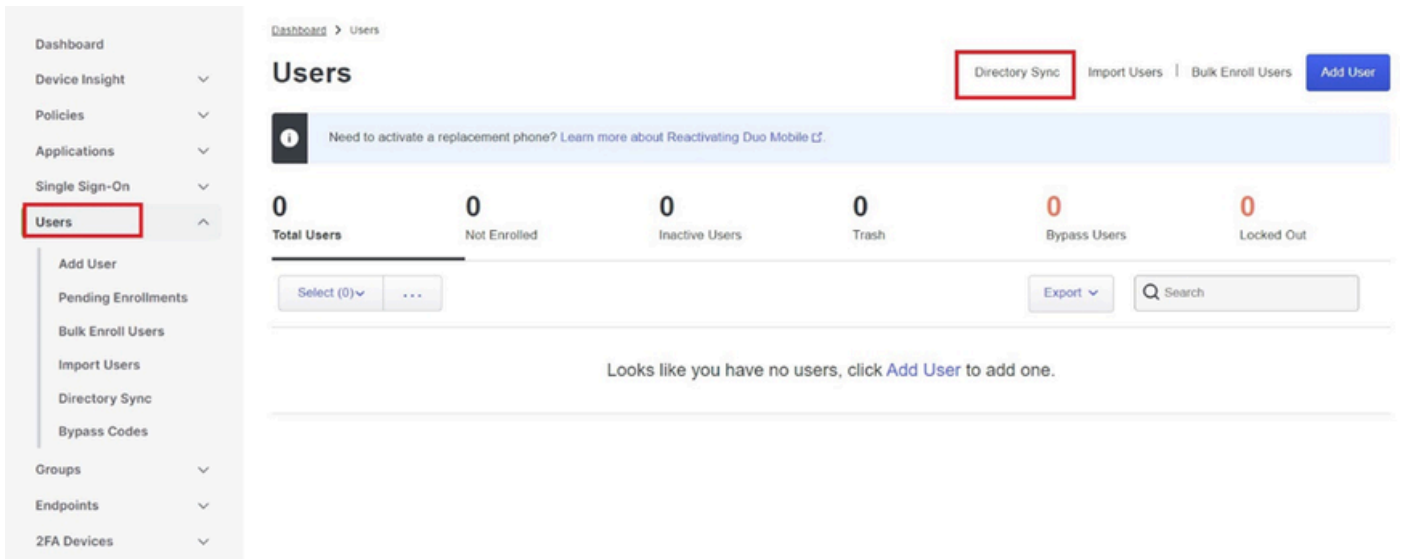 Dashboard
Device Insight
Policies
Applications
Single Sign-On
Users
Add User
Pending Enrollments
Bulk Enroll Users
Import Users
Directory Sync
Bypass Codes
Groups
Endpoints
2FA Devices
Dashboard > Users
Users
Directory Sync Import Users | Bulk Enroll Users Add User
Need to activate a replacement phone? Learn more about Reactivating Duo Mobile.
0 0 0 0 0 0
Total Users Not Enrolled Inactive Users Trash Bypass Users Locked Out
Select (0) ... Export Search
Looks like you have no users, click Add User to add one.